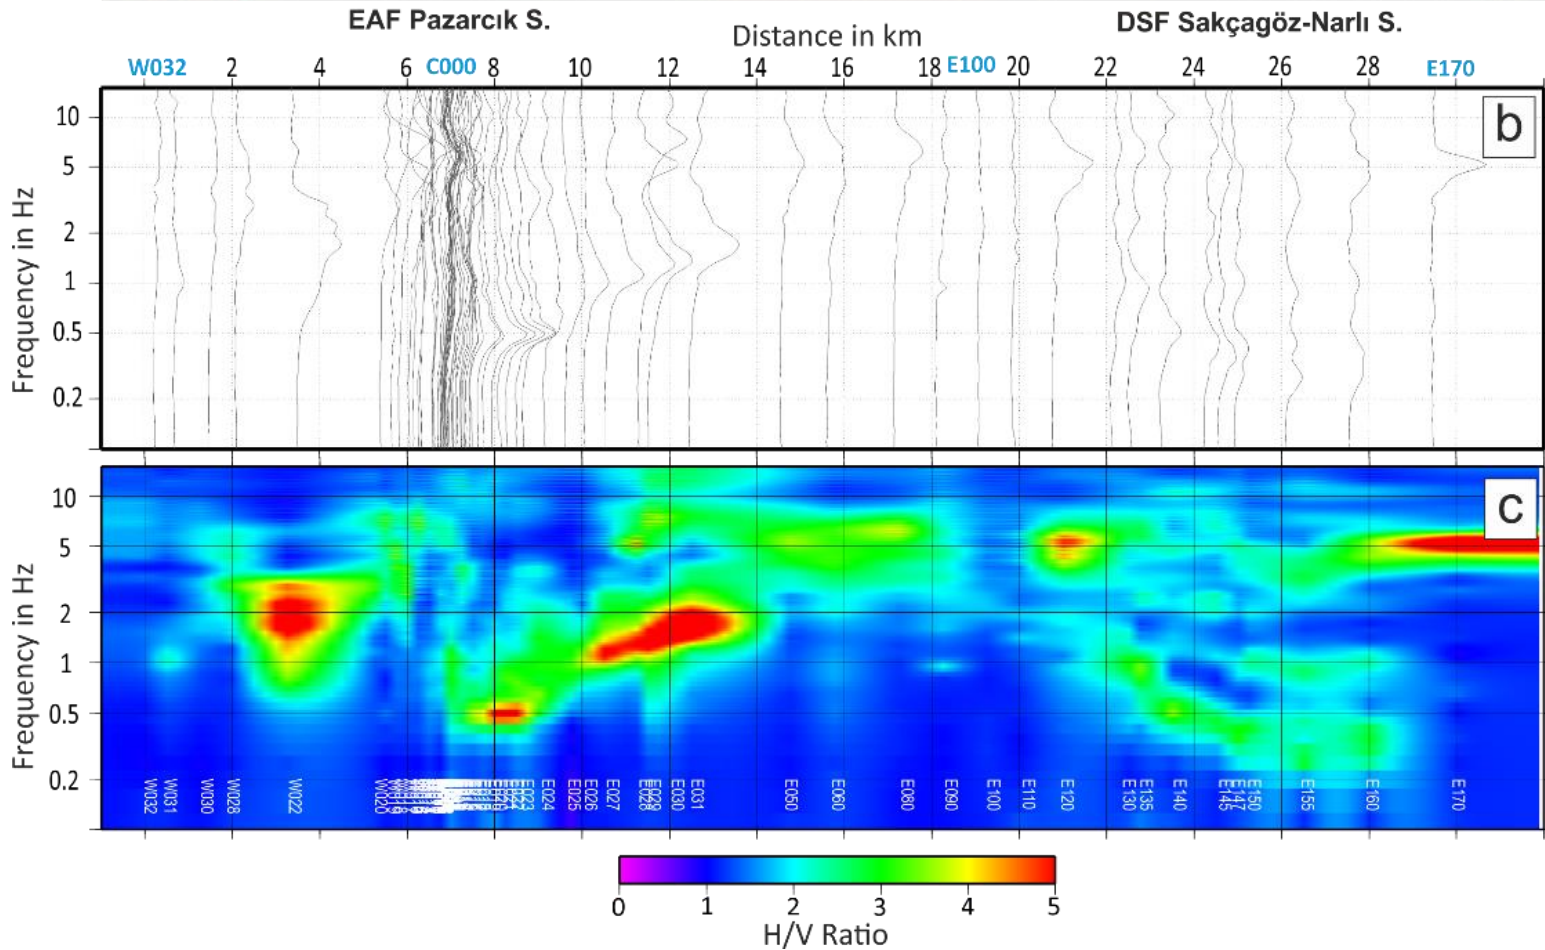 EAF Pazarcık S.
DSF Sakçagöz-Narlı S.
Distance in km
W032 2 4 6 C000 8 10 12 14 16 18 E100 20 22 24 26 28 E170
b
Frequency in Hz
10
5
2
1
0.5
0.2
c
Frequency in Hz
10
5
2
1
0.5
0.2
W032 W031 W030 W028 W022 W020 E024 E025 E026 E027 E029 E030 E031 E050 E060 E080 E090 E100 E110 E120 E130 E135 E140 E145 E147 E150 E155 E160 E170
0 1 2 3 4 5
H/V Ratio